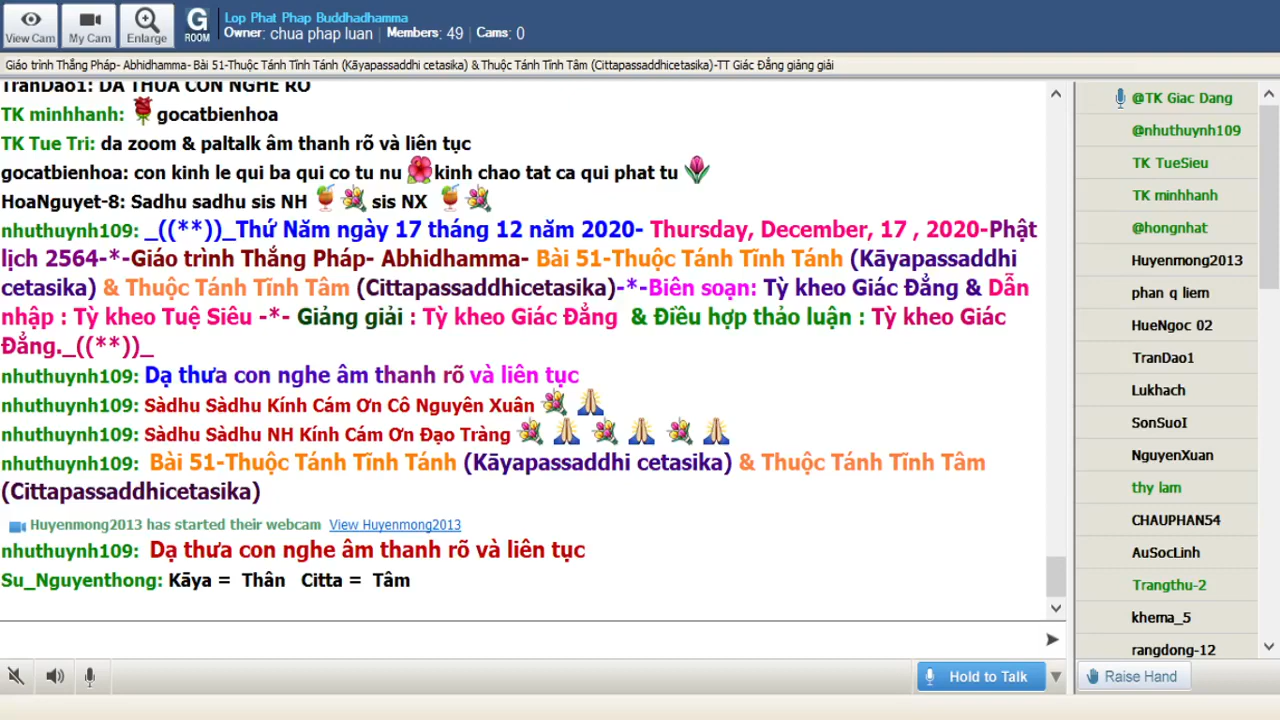 View Cam
My Cam
Enlarge
G
ROOM
Lop Phat Phap Buddhadhamma
Owner: chua phap luan | Members: 49 | Cams: 0
Giáo trình Thắng Pháp- Abhidhamma- Bài 51-Thuộc Tánh Tĩnh Tánh (Kāyapassaddhi cetasika) & Thuộc Tánh Tĩnh Tâm (Cittapassaddhicetasika)-TT Giác Đẳng giảng giải
TranDao1: DA THUA CON NGHE RO
TK minhhanh: gocatbienhoa
TK Tue Tri: da zoom & paltalk âm thanh rõ và liên tục
gocatbienhoa: con kinh le qui ba qui co tu nu kinh chao tat ca qui phat tu
HoaNguyet-8: Sadhu sadhu sis NH sis NX
nhuthuynh109: _((**))_Thứ Năm ngày 17 tháng 12 năm 2020- Thursday, December, 17 , 2020-Phật
lịch 2564-*-Giáo trình Thắng Pháp- Abhidhamma- Bài 51-Thuộc Tánh Tĩnh Tánh (Kāyapassaddhi
cetasika) & Thuộc Tánh Tĩnh Tâm (Cittapassaddhicetasika)-*-Biên soạn: Tỳ kheo Giác Đẳng & Dẫn
nhập : Tỳ kheo Tuệ Siêu -*- Giảng giải : Tỳ kheo Giác Đẳng & Điều hợp thảo luận : Tỳ kheo Giác
Đẳng._((**))_
nhuthuynh109: Dạ thưa con nghe âm thanh rõ và liên tục
nhuthuynh109: Sàdhu Sàdhu Kính Cám Ơn Cô Nguyên Xuân
nhuthuynh109: Sàdhu Sàdhu NH Kính Cám Ơn Đạo Tràng
nhuthuynh109: Bài 51-Thuộc Tánh Tĩnh Tánh (Kāyapassaddhi cetasika) & Thuộc Tánh Tĩnh Tâm
(Cittapassaddhicetasika)
Huyenmong2013 has started their webcam View Huyenmong2013
nhuthuynh109: Dạ thưa con nghe âm thanh rõ và liên tục
Su_Nguyenthong: Kāya = Thân Citta = Tâm
@TK Giac Dang
@nhuthuynh109
TK TueSieu
TK minhhanh
@hongnhat
Huyenmong2013
phan q liem
HueNgoc 02
TranDao1
Lukhach
SonSuoI
NguyenXuan
thy lam
CHAUPHAN54
AuSocLinh
Trangthu-2
khema_5
rangdong-12
Hold to Talk
Raise Hand